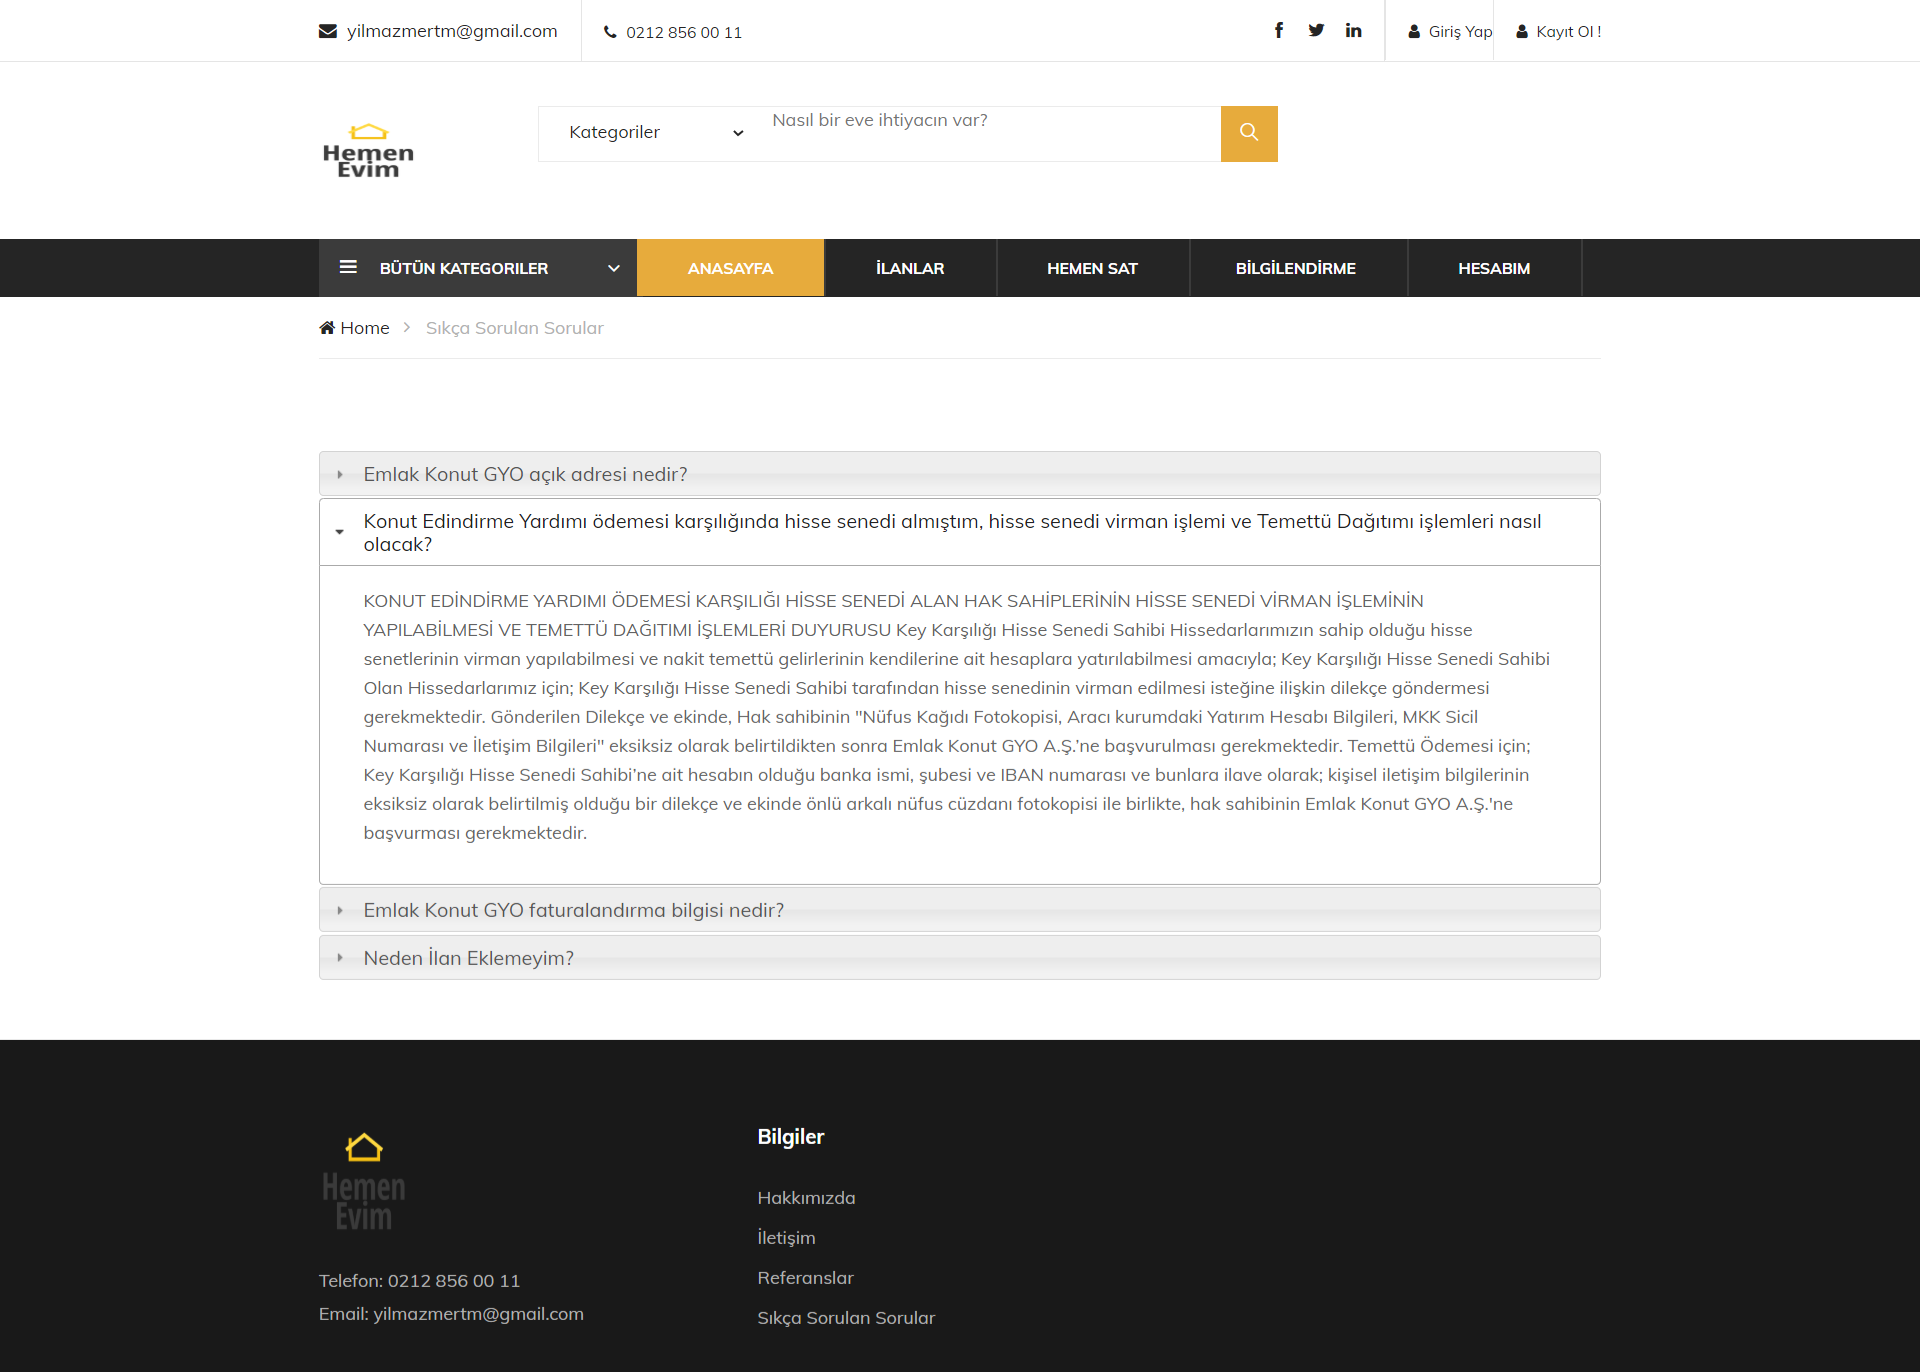 yilmazmertm@gmail.com
0212 856 00 11
Giriş Yap
Kayıt Ol !
Hemen
Evim
Kategoriler
Nasıl bir eve ihtiyacın var?
BÜTÜN KATEGORILER
ANASAYFA
İLANLAR
HEMEN SAT
BİLGİLENDİRME
HESABIM
Home
Sıkça Sorulan Sorular
Emlak Konut GYO açık adresi nedir?
Konut Edindirme Yardımı ödemesi karşılığında hisse senedi almıştım, hisse senedi virman işlemi ve Temettü Dağıtımı işlemleri nasıl
olacak?
KONUT EDİNDİRME YARDIMI ÖDEMESİ KARŞILIĞI HİSSE SENEDİ ALAN HAK SAHİPLERİNİN HİSSE SENEDİ VİRMAN İŞLEMİNİN
YAPILABİLMESİ VE TEMETTÜ DAĞITIMI İŞLEMLERİ DUYURUSU Key Karşılığı Hisse Senedi Sahibi Hissedarlarımızın sahip olduğu hisse
senetlerinin virman yapılabilmesi ve nakit temettü gelirlerinin kendilerine ait hesaplara yatırılabilmesi amacıyla; Key Karşılığı Hisse Senedi Sahibi
Olan Hissedarlarımız için; Key Karşılığı Hisse Senedi Sahibi tarafından hisse senedinin virman edilmesi isteğine ilişkin dilekçe göndermesi
gerekmektedir. Gönderilen Dilekçe ve ekinde, Hak sahibinin "Nüfus Kağıdı Fotokopisi, Aracı kurumdaki Yatırım Hesabı Bilgileri, MKK Sicil
Numarası ve İletişim Bilgileri" eksiksiz olarak belirtildikten sonra Emlak Konut GYO A.Ş.’ne başvurulması gerekmektedir. Temettü Ödemesi için;
Key Karşılığı Hisse Senedi Sahibi’ne ait hesabın olduğu banka ismi, şubesi ve IBAN numarası ve bunlara ilave olarak; kişisel iletişim bilgilerinin
eksiksiz olarak belirtilmiş olduğu bir dilekçe ve ekinde önlü arkalı nüfus cüzdanı fotokopisi ile birlikte, hak sahibinin Emlak Konut GYO A.Ş.'ne
başvurması gerekmektedir.
Emlak Konut GYO faturalandırma bilgisi nedir?
Neden İlan Eklemeyim?
Hemen
Evim
Telefon: 0212 856 00 11
Email: yilmazmertm@gmail.com
Bilgiler
Hakkımızda
İletişim
Referanslar
Sıkça Sorulan Sorular